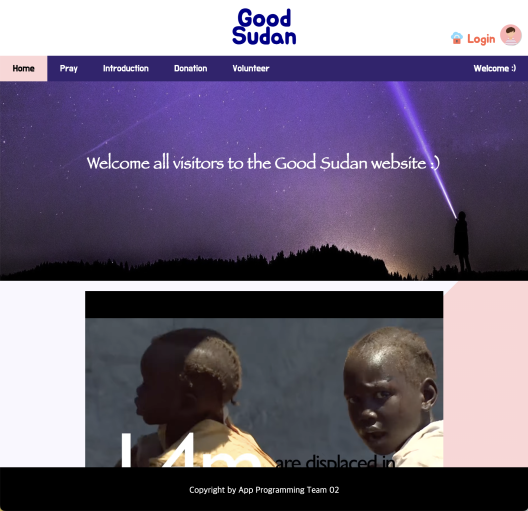 Good
Sudan
Login
Home
Pray
Introduction
Donation
Volunteer
Welcome :)
Welcome all visitors to the Good Sudan website :)
are displaced in
Copyright by App Programming Team 02